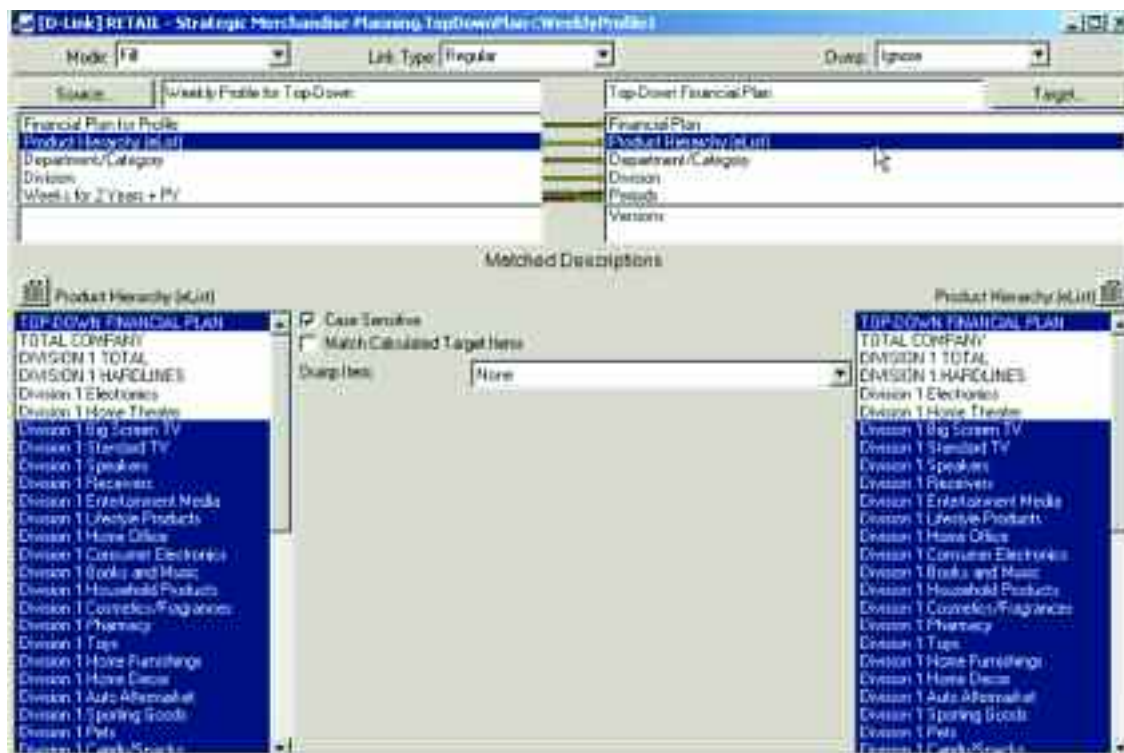 [D-Link] RETAIL - Strategic Merchandise Planning.TopDownPlan<WeeklyProfile1
Mode: Fill Link Type: Regular Dump: Ignore
Source... Weekly Profile for Top-Down Top-Down Financial Plan Target...
Financial Plan for Profile Financial Plan
Product Hierarchy (eList) Product Hierarchy (eList)
Department/Category Department/Category
Division Division
Weeks for 2 Years + PY Periods
Versions
Matched Descriptions
Product Hierarchy (eList) Product Hierarchy (eList)
TOP-DOWN FINANCIAL PLAN Case Sensitive TOP-DOWN FINANCIAL PLAN
TOTAL COMPANY Match Calculated Target Items TOTAL COMPANY
DIVISION 1 TOTAL DIVISION 1 TOTAL
DIVISION 1 HARDLINES Dump Item: None DIVISION 1 HARDLINES
Division 1 Electronics Division 1 Electronics
Division 1 Home Theatre Division 1 Home Theatre
Division 1 Big Screen TV Division 1 Big Screen TV
Division 1 Standard TV Division 1 Standard TV
Division 1 Speakers Division 1 Speakers
Division 1 Receivers Division 1 Receivers
Division 1 Entertainment Media Division 1 Entertainment Media
Division 1 Lifestyle Products Division 1 Lifestyle Products
Division 1 Home Office Division 1 Home Office
Division 1 Consumer Electronics Division 1 Consumer Electronics
Division 1 Books and Music Division 1 Books and Music
Division 1 Household Products Division 1 Household Products
Division 1 Cosmetics/Fragrances Division 1 Cosmetics/Fragrances
Division 1 Pharmacy Division 1 Pharmacy
Division 1 Toys Division 1 Toys
Division 1 Home Furnishings Division 1 Home Furnishings
Division 1 Home Decor Division 1 Home Decor
Division 1 Auto Aftermarket Division 1 Auto Aftermarket
Division 1 Sporting Goods Division 1 Sporting Goods
Division 1 Pets Division 1 Pets
Division 1 Candy/Snacks Division 1 Candy/Snacks